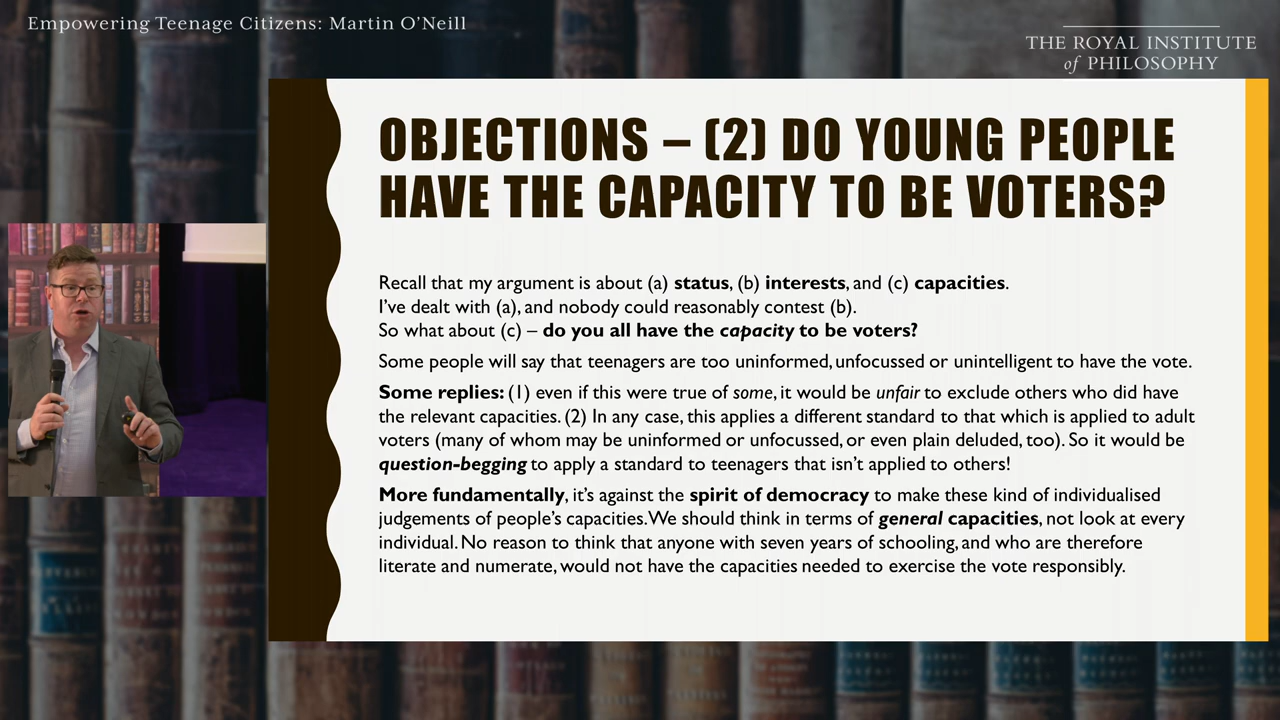 Empowering Teenage Citizens: Martin O'Neill
THE ROYAL INSTITUTE
of PHILOSOPHY
OBJECTIONS – (2) DO YOUNG PEOPLE
HAVE THE CAPACITY TO BE VOTERS?
Recall that my argument is about (a) status, (b) interests, and (c) capacities.
I've dealt with (a), and nobody could reasonably contest (b).
So what about (c) – do you all have the capacity to be voters?
Some people will say that teenagers are too uninformed, unfocussed or unintelligent to have the vote.
Some replies: (1) even if this were true of some, it would be unfair to exclude others who did have
the relevant capacities. (2) In any case, this applies a different standard to that which is applied to adult
voters (many of whom may be uninformed or unfocussed, or even plain deluded, too). So it would be
question-begging to apply a standard to teenagers that isn't applied to others!
More fundamentally, it's against the spirit of democracy to make these kind of individualised
judgements of people's capacities. We should think in terms of general capacities, not look at every
individual. No reason to think that anyone with seven years of schooling, and who are therefore
literate and numerate, would not have the capacities needed to exercise the vote responsibly.